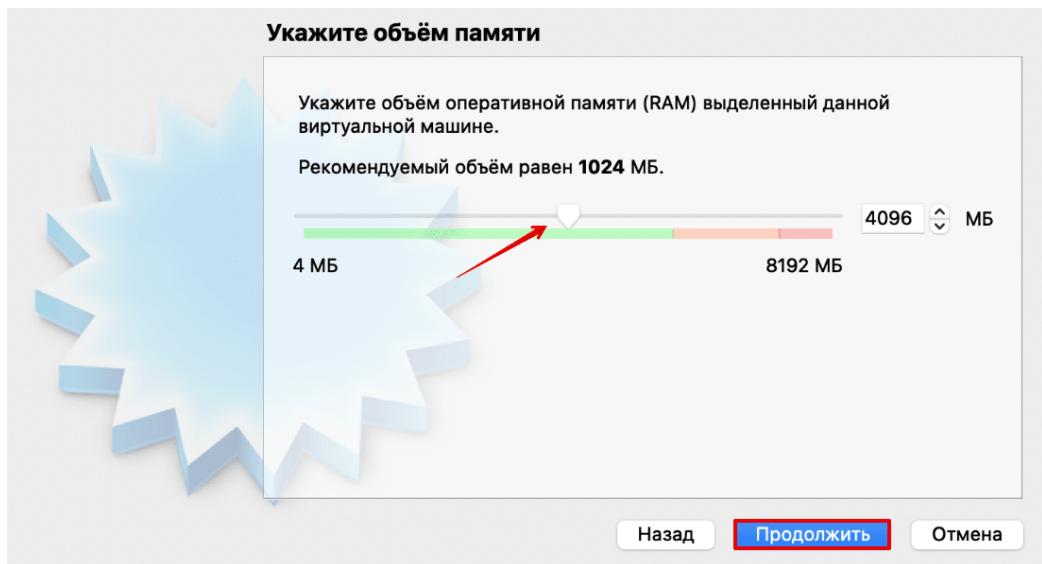 Укажите объём памяти
Укажите объём оперативной памяти (RAM) выделенный данной
виртуальной машине.
Рекомендуемый объём равен 1024 МБ.
4096 МБ
4 МБ 8192 МБ
Назад Продолжить Отмена